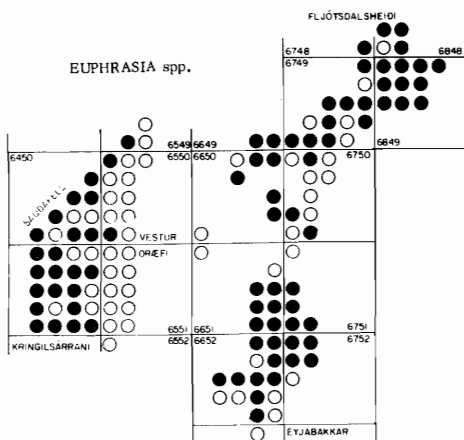 FLJÓTSDALSHEIÐI
EUPHRASIA spp.
6748 6848
6749
6549 6649
6450 6550 6650 6750 6849
SAUÐAFELL
VESTUR
ÖRÆFI
6551 6651 6751
KRINGILSÁRRANI 6552 6652 6752
EYJABAKKAR